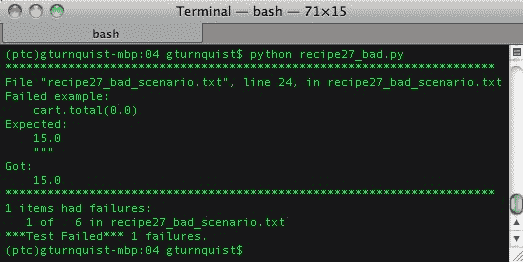 Terminal — bash — 71×15
bash
(ptc)gturnquist-mbp:04 gturnquist$ python recipe27_bad.py
**********************************************************************
File "recipe27_bad_scenario.txt", line 24, in recipe27_bad_scenario.txt
Failed example:
    cart.total(0.0)
Expected:
    15.0
    """
Got:
    15.0
**********************************************************************
1 items had failures:
   1 of   6 in recipe27_bad_scenario.txt
***Test Failed*** 1 failures.
(ptc)gturnquist-mbp:04 gturnquist$